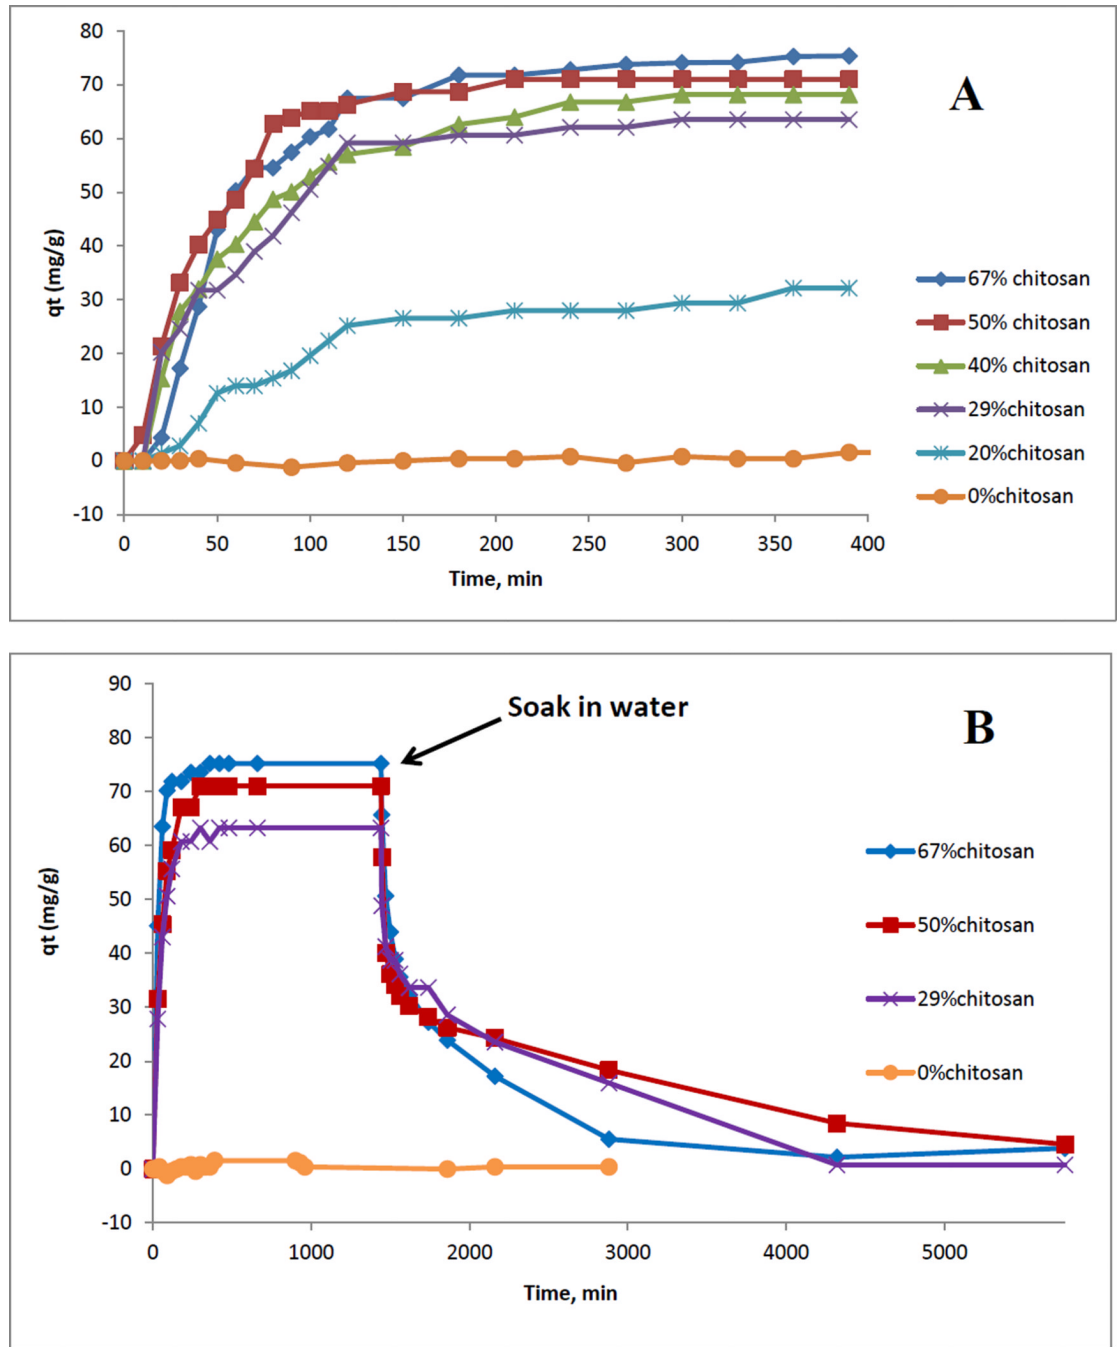 80
70
60
50
40
30
20
10
0
-10
qt (mg/g)
0 50 100 150 200 250 300 350 400
Time, min
A
67% chitosan
50% chitosan
40% chitosan
29%chitosan
20%chitosan
0%chitosan
90
80
70
60
50
40
30
20
10
0
-10
qt (mg/g)
Soak in water
B
67%chitosan
50%chitosan
29%chitosan
0%chitosan
0 1000 2000 3000 4000 5000
Time, min